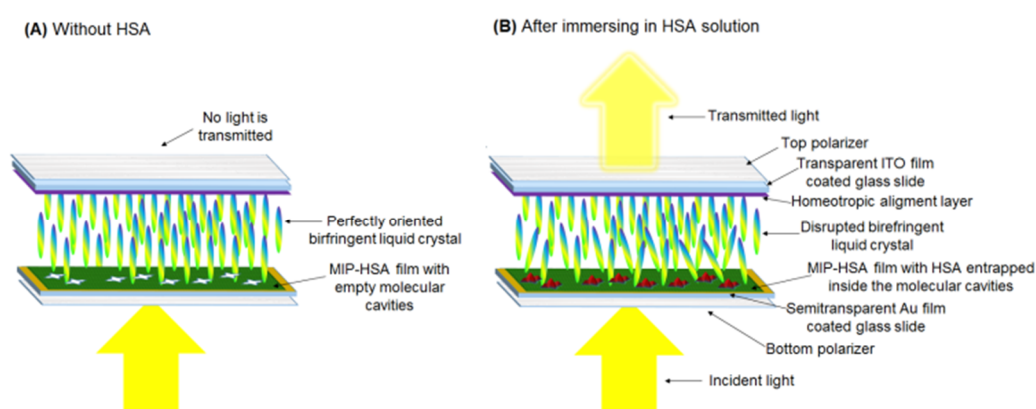 (A) Without HSA
No light is
transmitted
Perfectly oriented
birfringent liquid crystal
MIP-HSA film with
empty molecular
cavities
(B) After immersing in HSA solution
Transmitted light
Top polarizer
Transparent ITO film
coated glass slide
Homeotropic aligment layer
Disrupted birefringent
liquid crystal
MIP-HSA film with HSA entrapped
inside the molecular cavities
Semitransparent Au film
coated glass slide
Bottom polarizer
Incident light